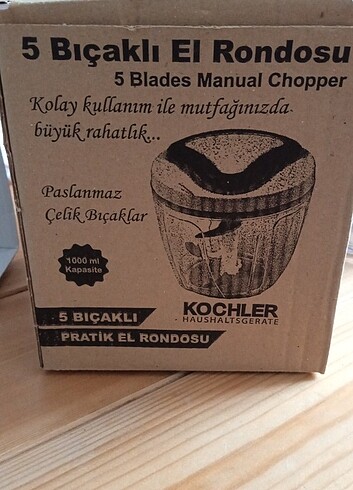 5 Bıçaklı El Rondosu
5 Blades Manual Chopper
Kolay kullanım ile mutfağınızda
büyük rahatlık...
Paslanmaz
Çelik Bıçaklar
1000 ml
Kapasite
KOCHLER
HAUSHALTSGERATE
5 BIÇAKLI
PRATİK EL RONDOSU